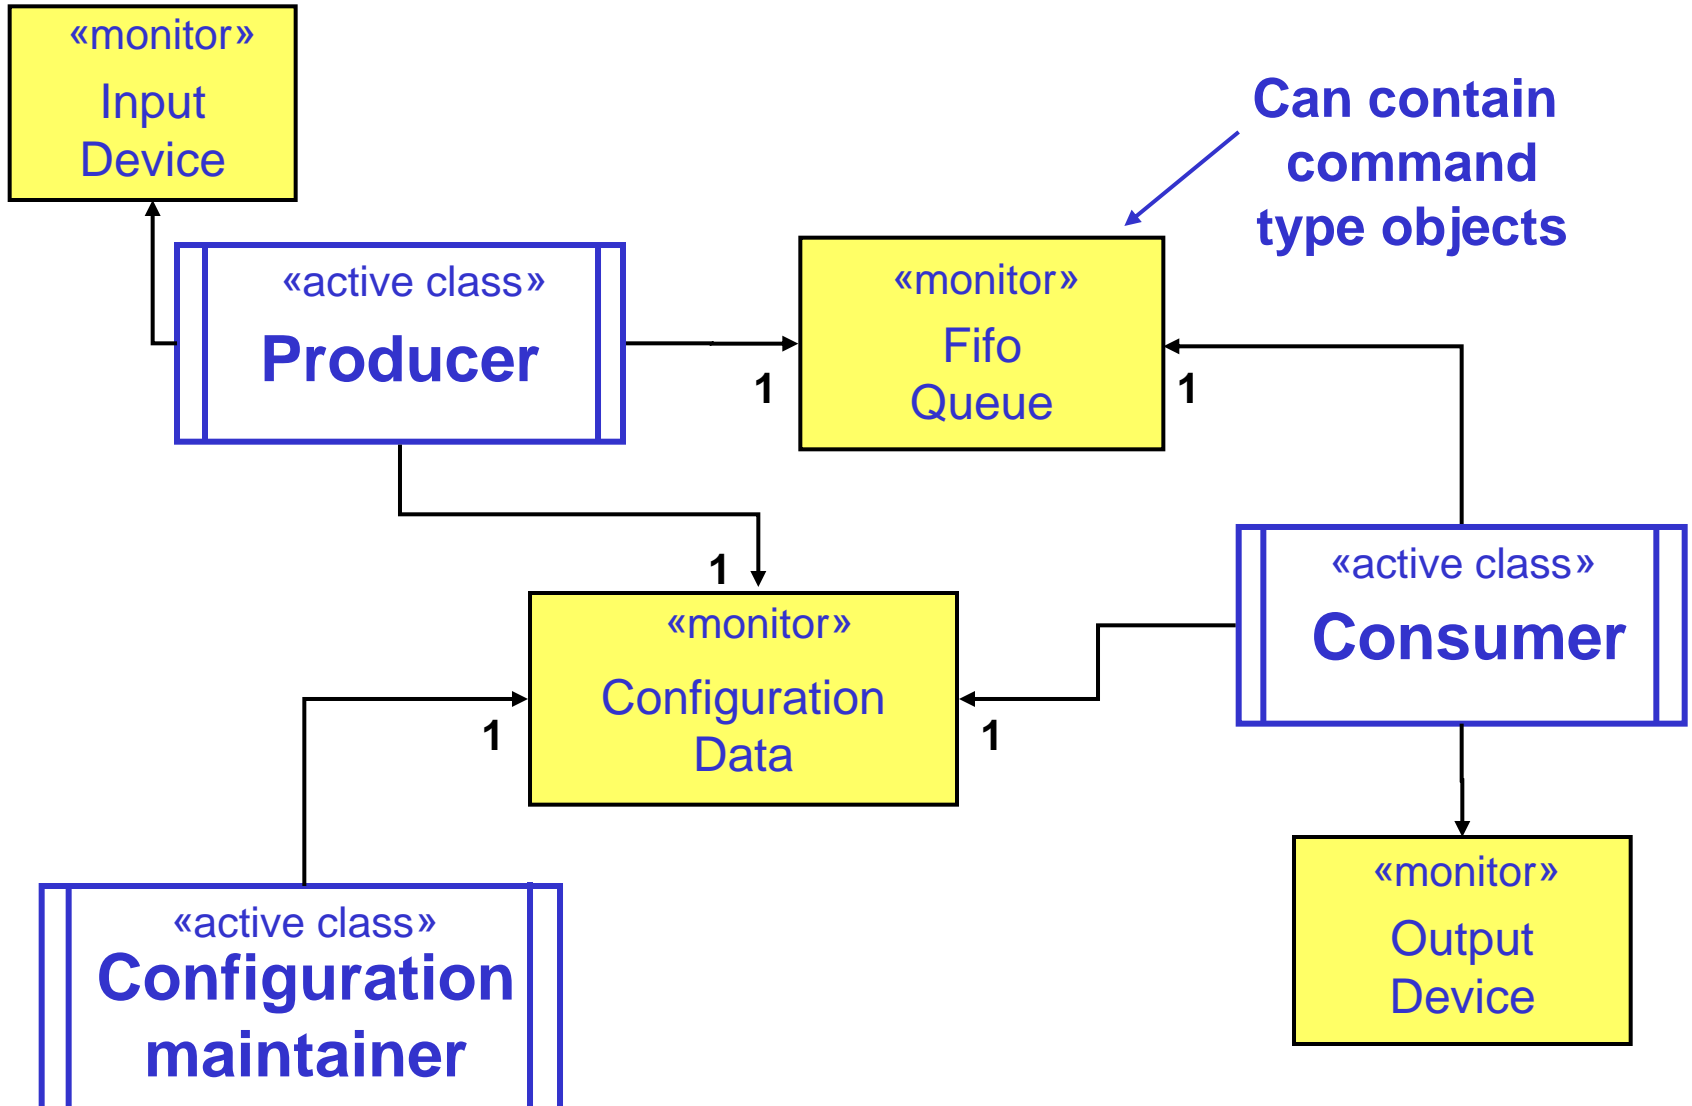 «monitor»
Input
Device
Can contain
command
type objects
«active class»
Producer
«monitor»
Fifo
Queue
1
1
«active class»
Consumer
1
«monitor»
Configuration
Data
1
1
«active class»
Configuration
maintainer
«monitor»
Output
Device